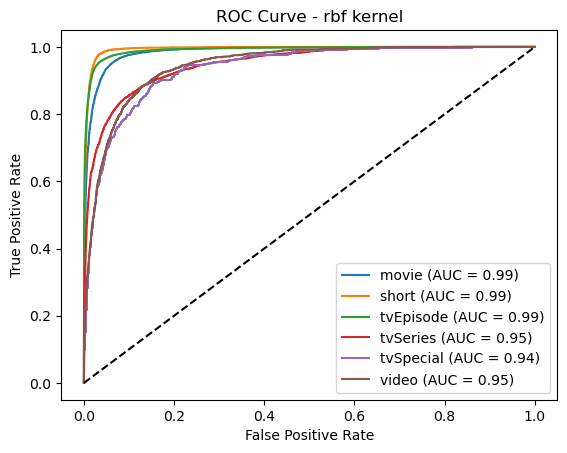 ROC Curve - rbf kernel
True Positive Rate
1.0
0.8
0.6
0.4
0.2
0.0
0.0 0.2 0.4 0.6 0.8 1.0
False Positive Rate
movie (AUC = 0.99)
short (AUC = 0.99)
tvEpisode (AUC = 0.99)
tvSeries (AUC = 0.95)
tvSpecial (AUC = 0.94)
video (AUC = 0.95)